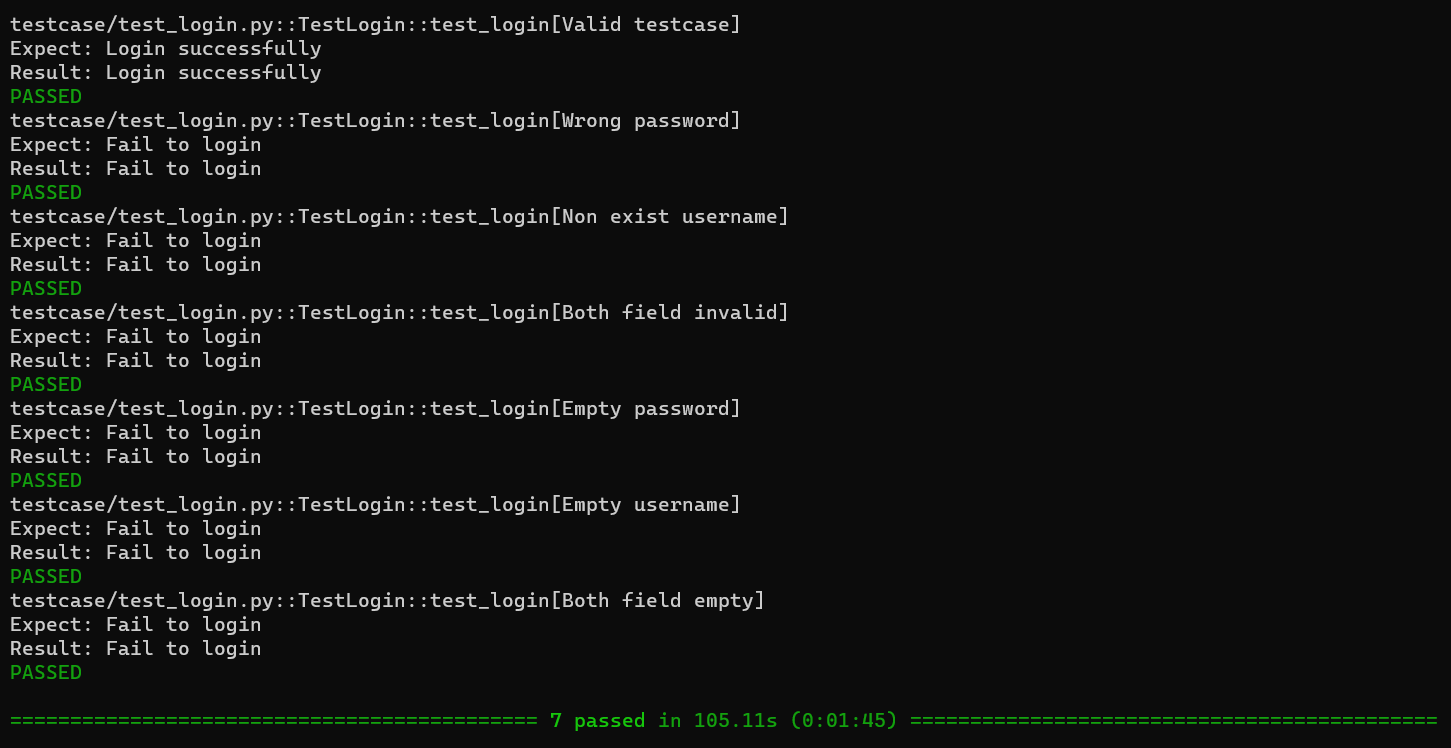 testcase/test_login.py::TestLogin::test_login[Valid testcase]
Expect: Login successfully
Result: Login successfully
PASSED
testcase/test_login.py::TestLogin::test_login[Wrong password]
Expect: Fail to login
Result: Fail to login
PASSED
testcase/test_login.py::TestLogin::test_login[Non exist username]
Expect: Fail to login
Result: Fail to login
PASSED
testcase/test_login.py::TestLogin::test_login[Both field invalid]
Expect: Fail to login
Result: Fail to login
PASSED
testcase/test_login.py::TestLogin::test_login[Empty password]
Expect: Fail to login
Result: Fail to login
PASSED
testcase/test_login.py::TestLogin::test_login[Empty username]
Expect: Fail to login
Result: Fail to login
PASSED
testcase/test_login.py::TestLogin::test_login[Both field empty]
Expect: Fail to login
Result: Fail to login
PASSED
============================================ 7 passed in 105.11s (0:01:45) ============================================